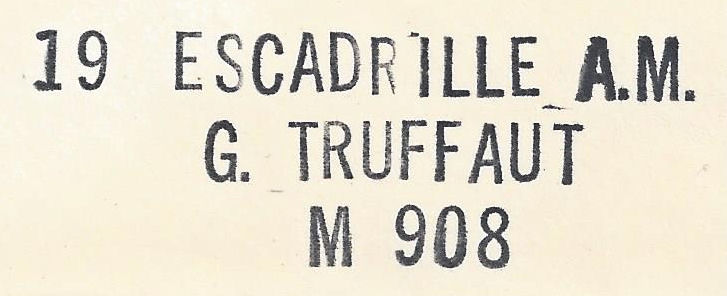 19 ESCADRILLE A.M.
G. TRUFFAUT
M 908